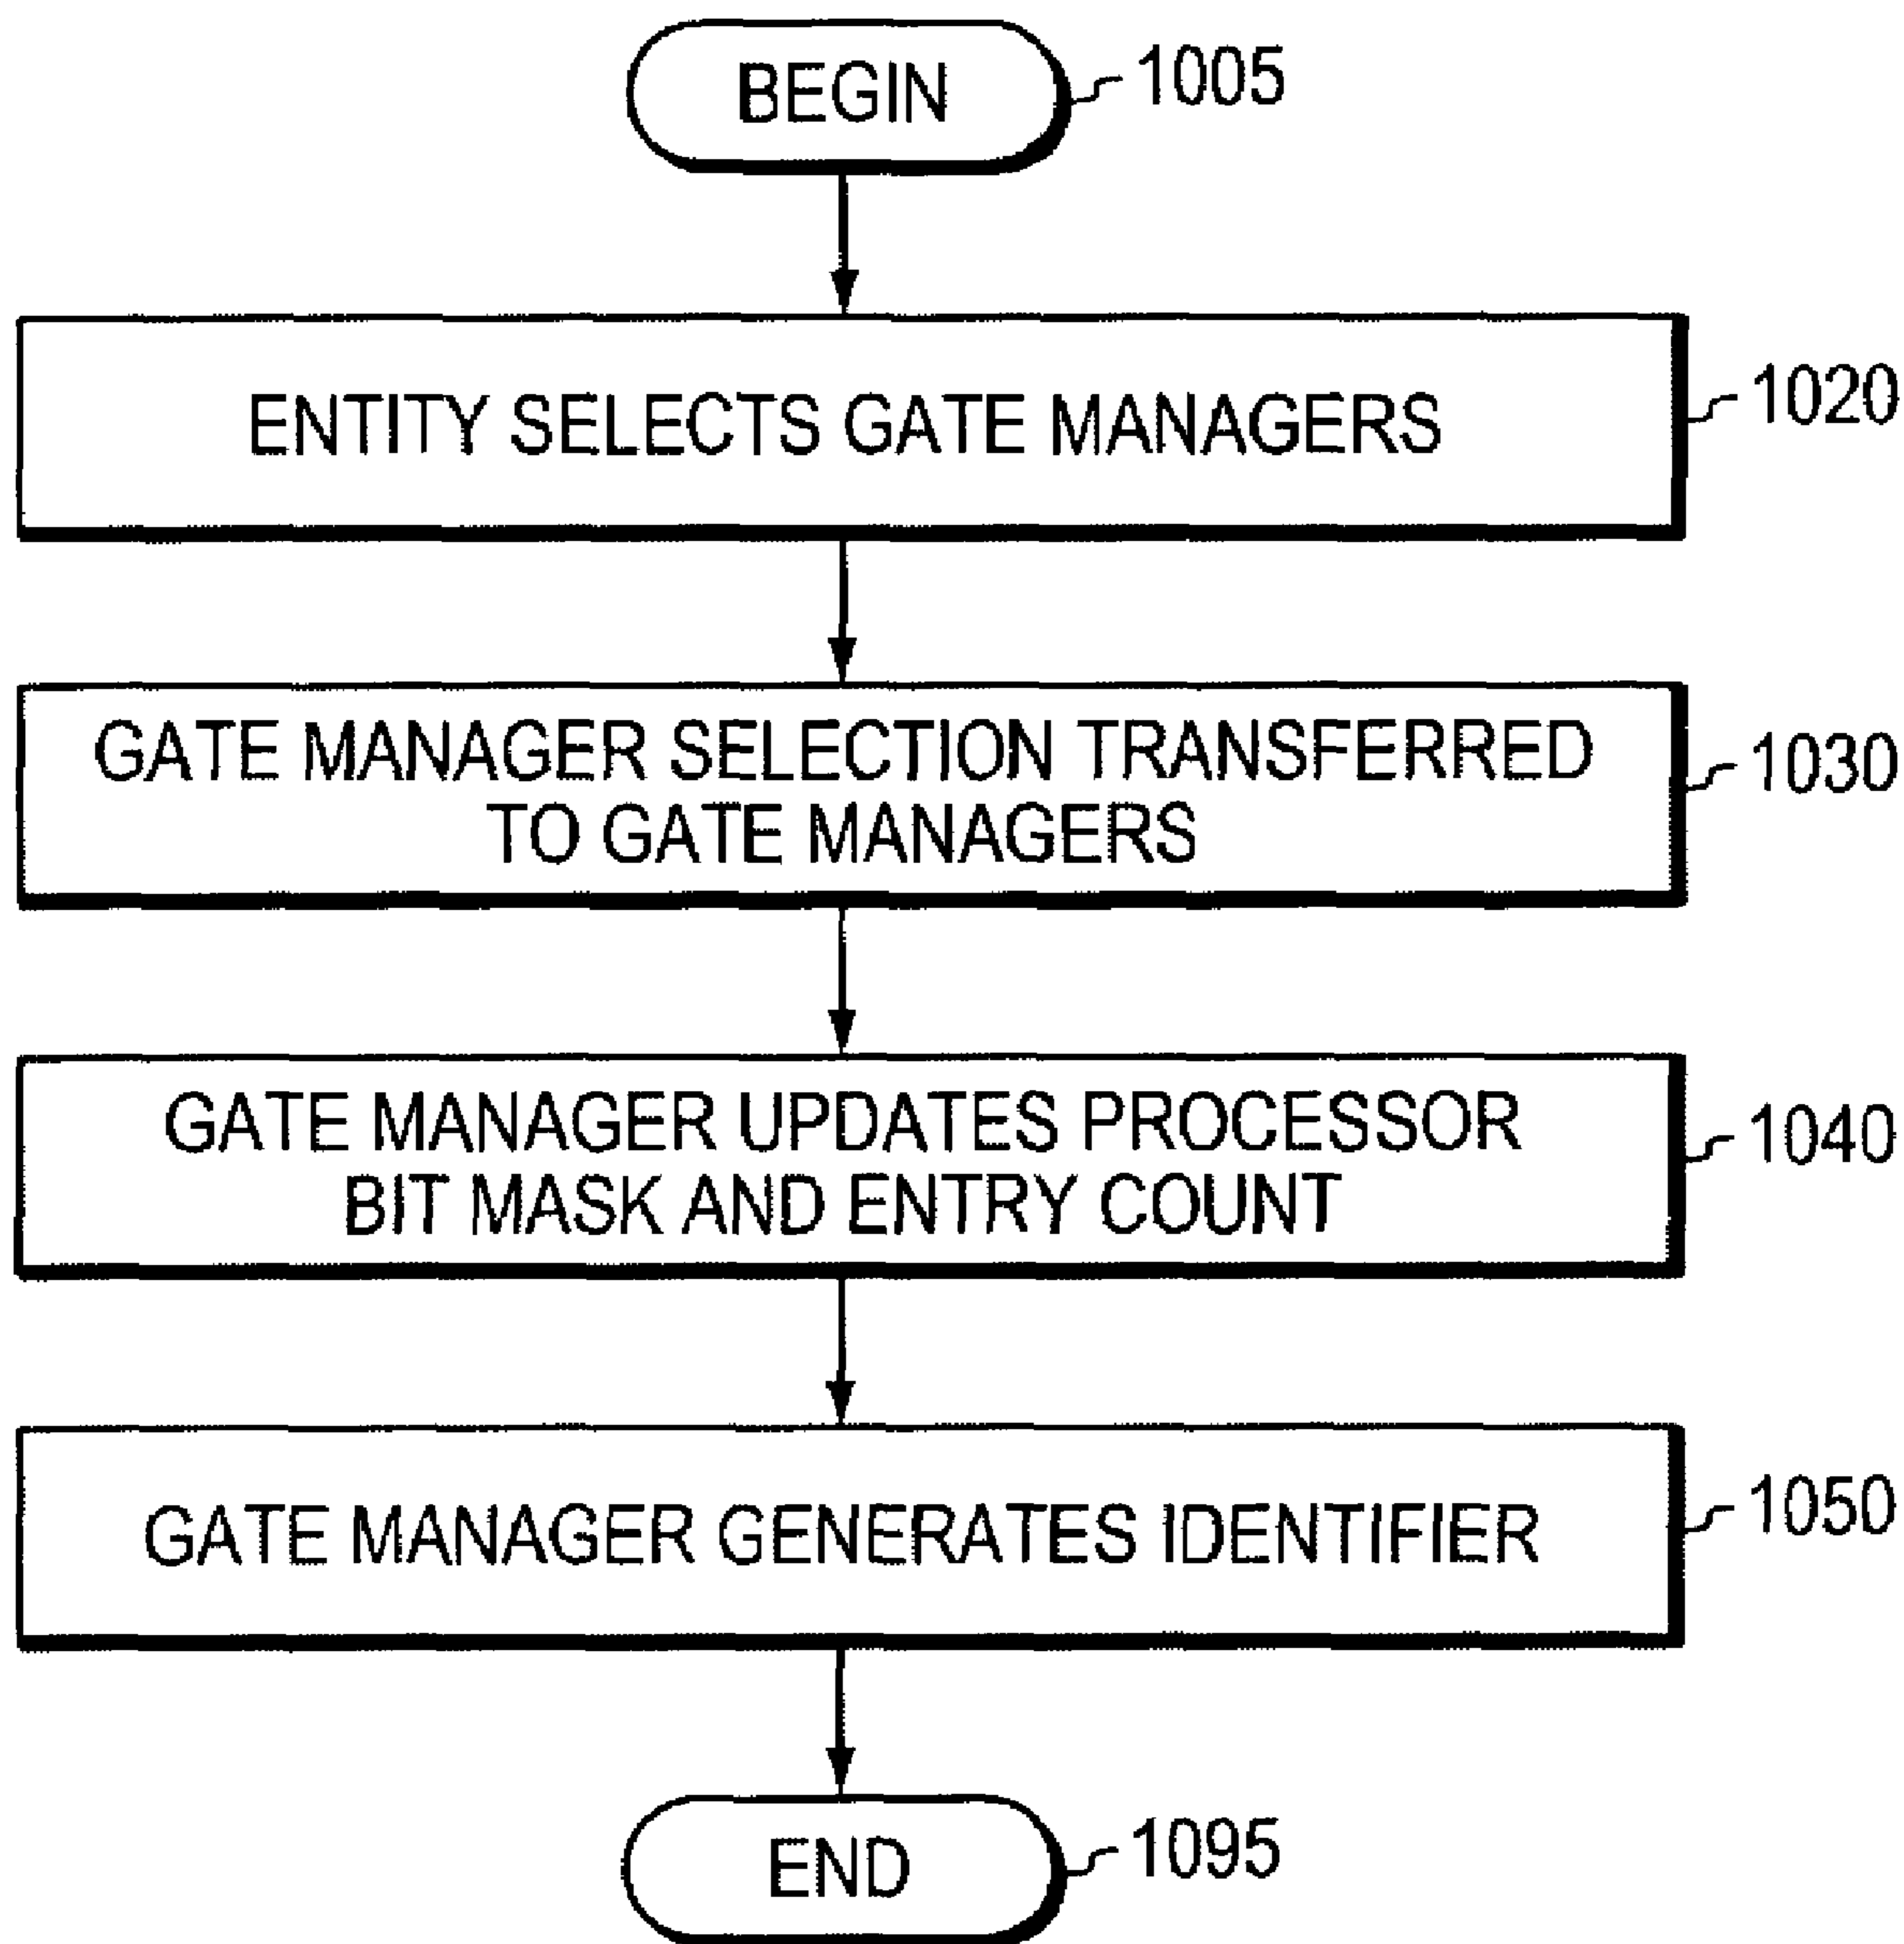 BEGIN
1005
ENTITY SELECTS GATE MANAGERS
1020
GATE MANAGER SELECTION TRANSFERRED
TO GATE MANAGERS
1030
GATE MANAGER UPDATES PROCESSOR
BIT MASK AND ENTRY COUNT
1040
GATE MANAGER GENERATES IDENTIFIER
1050
END
1095